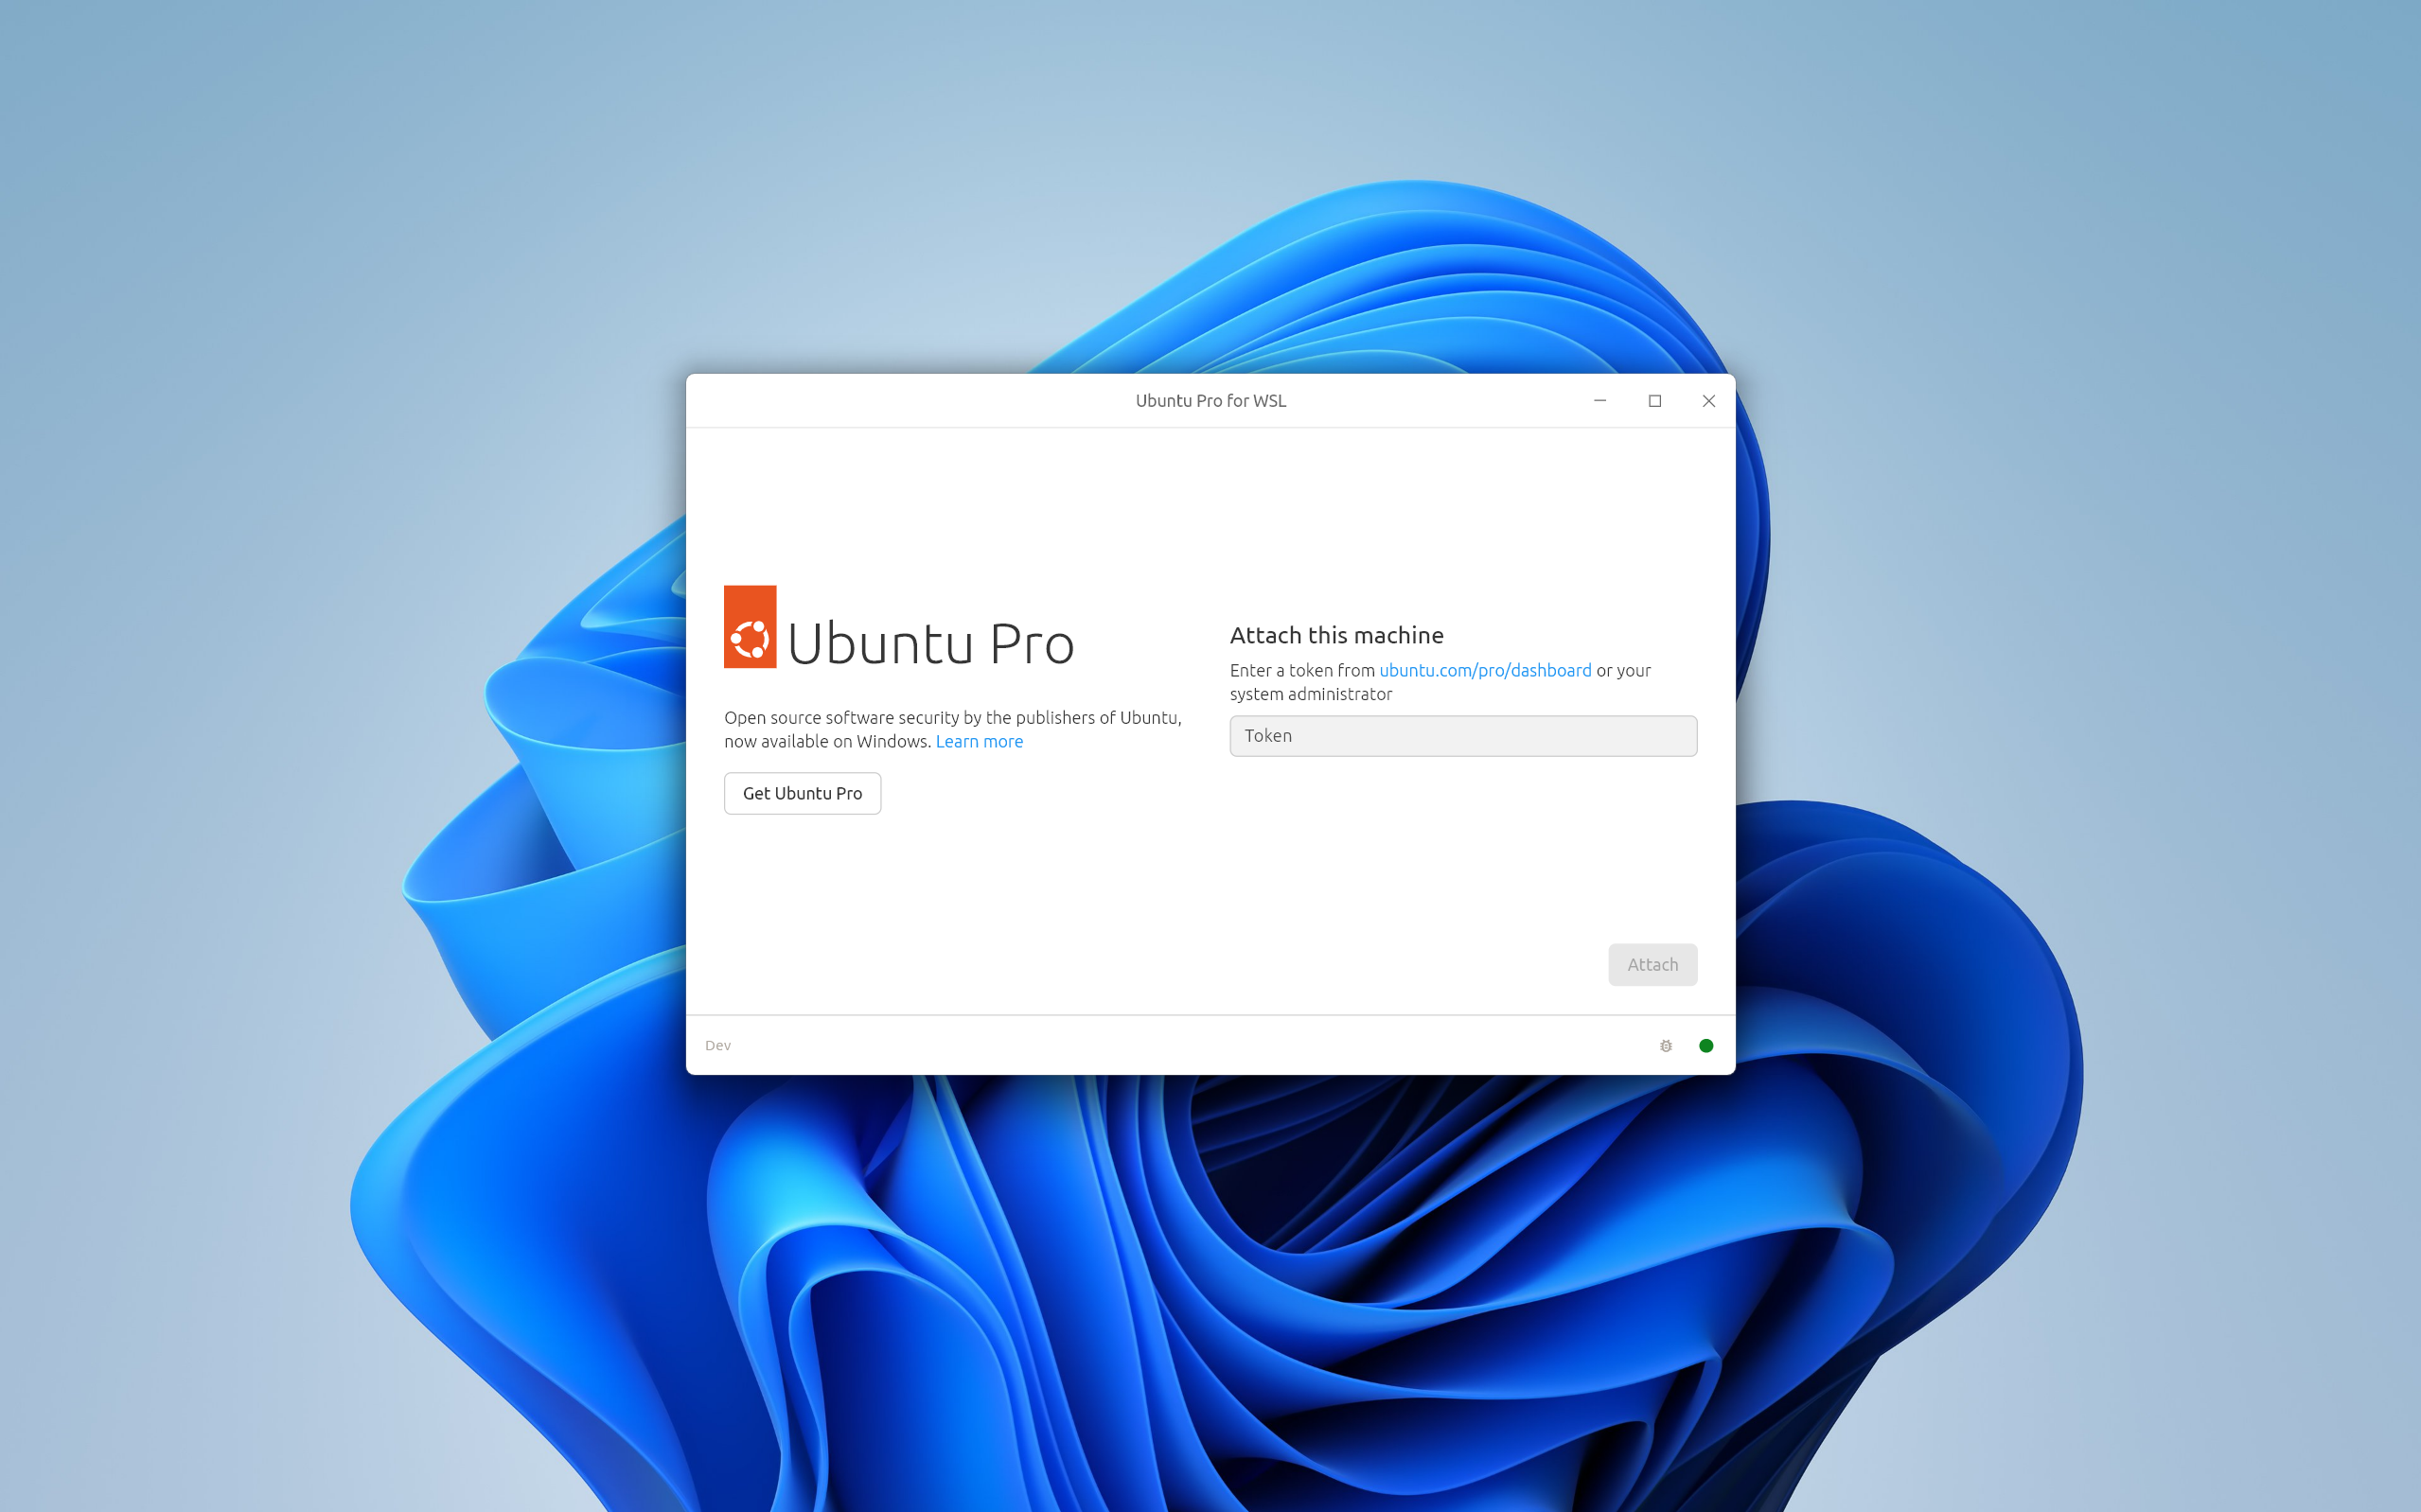 Ubuntu Pro for WSL
Ubuntu Pro
Open source software security by the publishers of Ubuntu,
now available on Windows. Learn more
Get Ubuntu Pro
Attach this machine
Enter a token from ubuntu.com/pro/dashboard or your
system administrator
Token
Attach
Dev